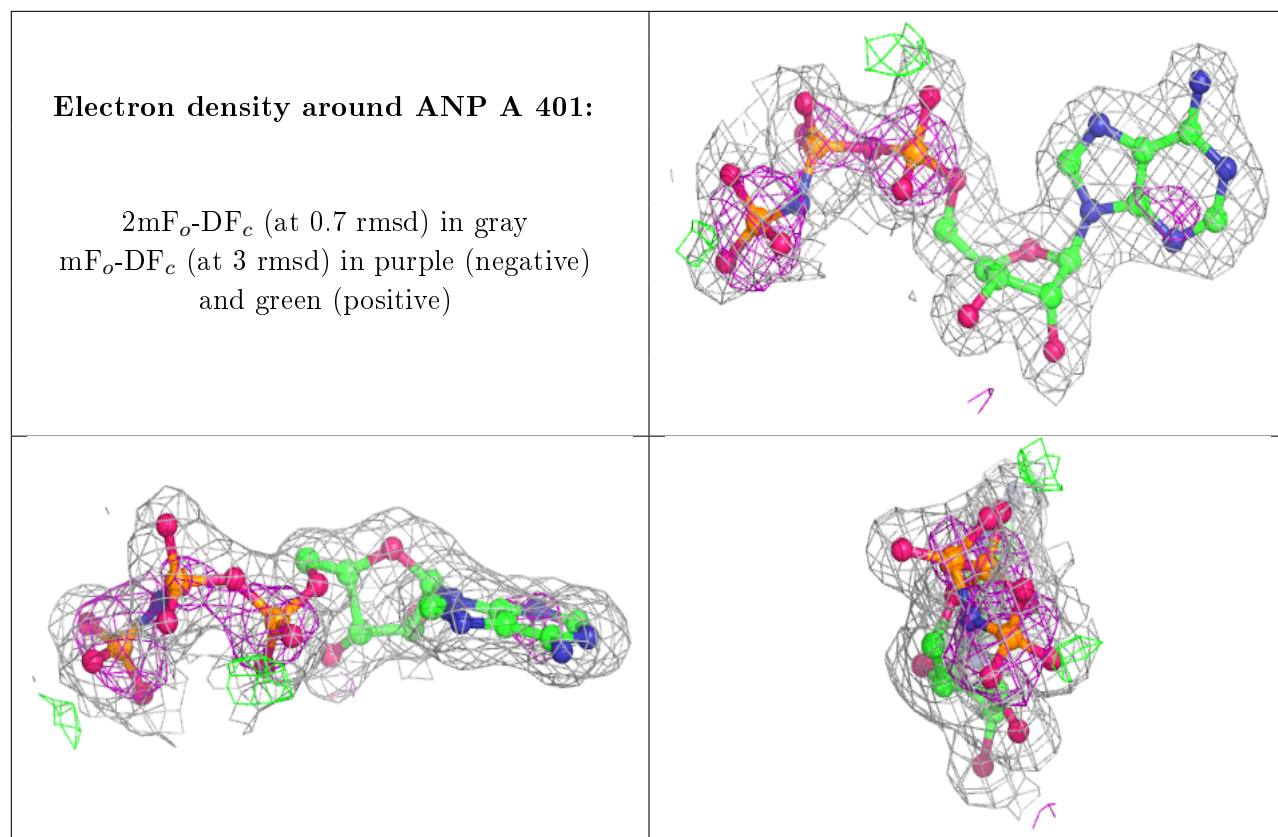 Electron density around ANP A 401:
2mFₒ-DF𝑐 (at 0.7 rmsd) in gray
mFₒ-DF𝑐 (at 3 rmsd) in purple (negative)
and green (positive)